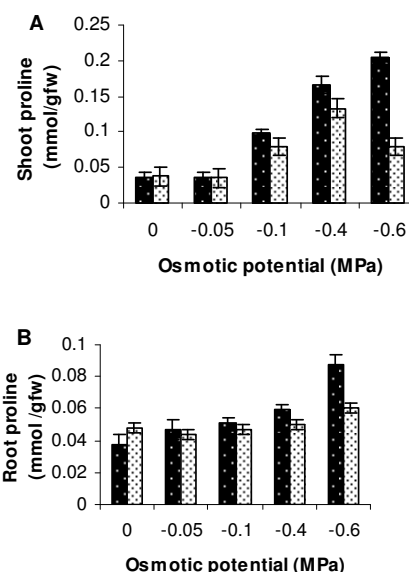 A
Shoot proline
(mmol/gfw)
0.25
0.2
0.15
0.1
0.05
0
0 -0.05 -0.1 -0.4 -0.6
Osmotic potential (MPa)
B
Root proline
(mmol /gfw)
0.1
0.08
0.06
0.04
0.02
0
0 -0.05 -0.1 -0.4 -0.6
Osmotic potential (MPa)